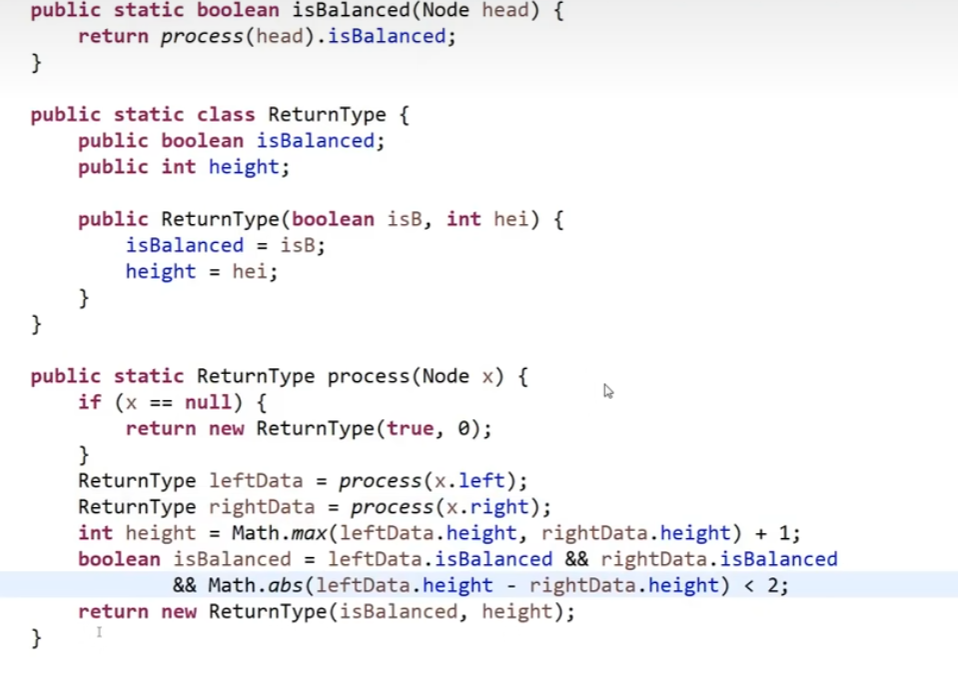 public static boolean isBalanced(Node head) {
    return process(head).isBalanced;
}
public static class ReturnType {
    public boolean isBalanced;
    public int height;
    public ReturnType(boolean isB, int hei) {
        isBalanced = isB;
        height = hei;
    }
}
public static ReturnType process(Node x) {
    if (x == null) {
        return new ReturnType(true, 0);
    }
    ReturnType leftData = process(x.left);
    ReturnType rightData = process(x.right);
    int height = Math.max(leftData.height, rightData.height) + 1;
    boolean isBalanced = leftData.isBalanced && rightData.isBalanced
            && Math.abs(leftData.height - rightData.height) < 2;
    return new ReturnType(isBalanced, height);
}